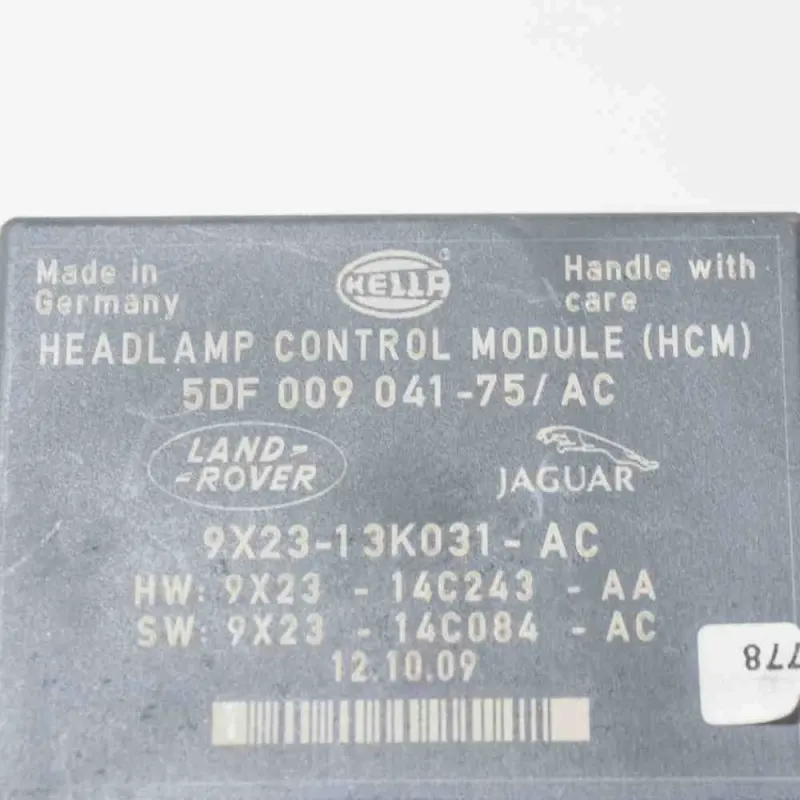 Made in
Germany
HELLA
®
Handle with
care
HEADLAMP CONTROL MODULE (HCM)
5DF 009 041-75/AC
LAND-
-ROVER
JAGUAR
9X23-13K031-AC
HW: 9X23 - 14C243 - AA
SW: 9X23 - 14C084 - AC
12.10.09